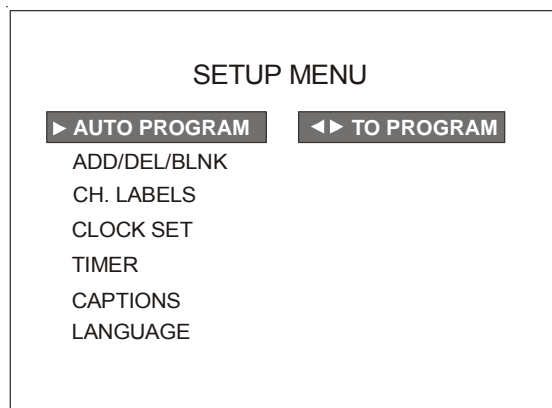 SETUP MENU
▶ AUTO PROGRAM ◀▶ TO PROGRAM
ADD/DEL/BLNK
CH. LABELS
CLOCK SET
TIMER
CAPTIONS
LANGUAGE